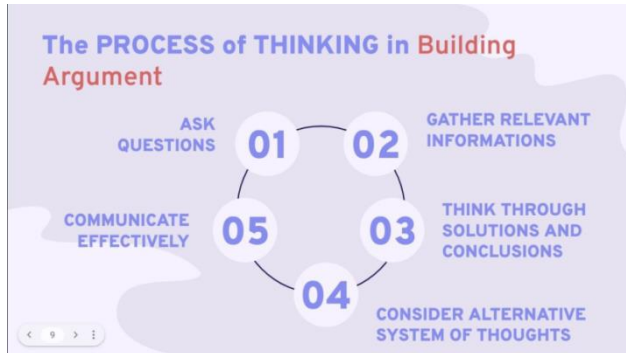 The PROCESS of THINKING in Building
Argument
ASK
QUESTIONS
01
02
GATHER RELEVANT
INFORMATIONS
03
THINK THROUGH
SOLUTIONS AND
CONCLUSIONS
04
CONSIDER ALTERNATIVE
SYSTEM OF THOUGHTS
05
COMMUNICATE
EFFECTIVELY
9